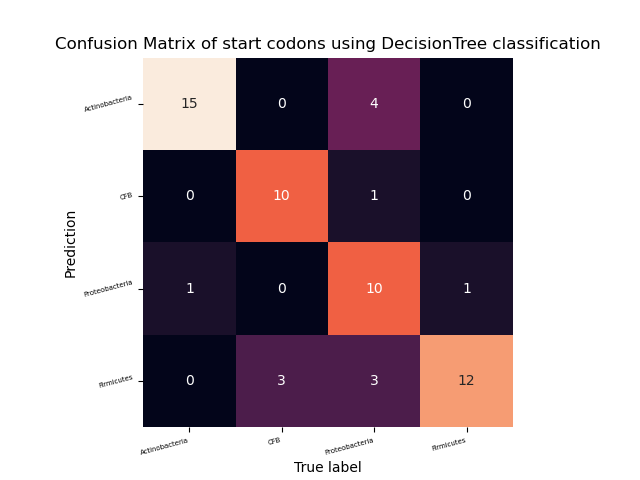 Confusion Matrix of start codons using DecisionTree classification
Actinobacteria
15 0 4 0
CFB
0 10 1 0
Prediction
Proteobacteria
1 0 10 1
Firmicutes
0 3 3 12
Actinobacteria CFB Proteobacteria Firmicutes
True label